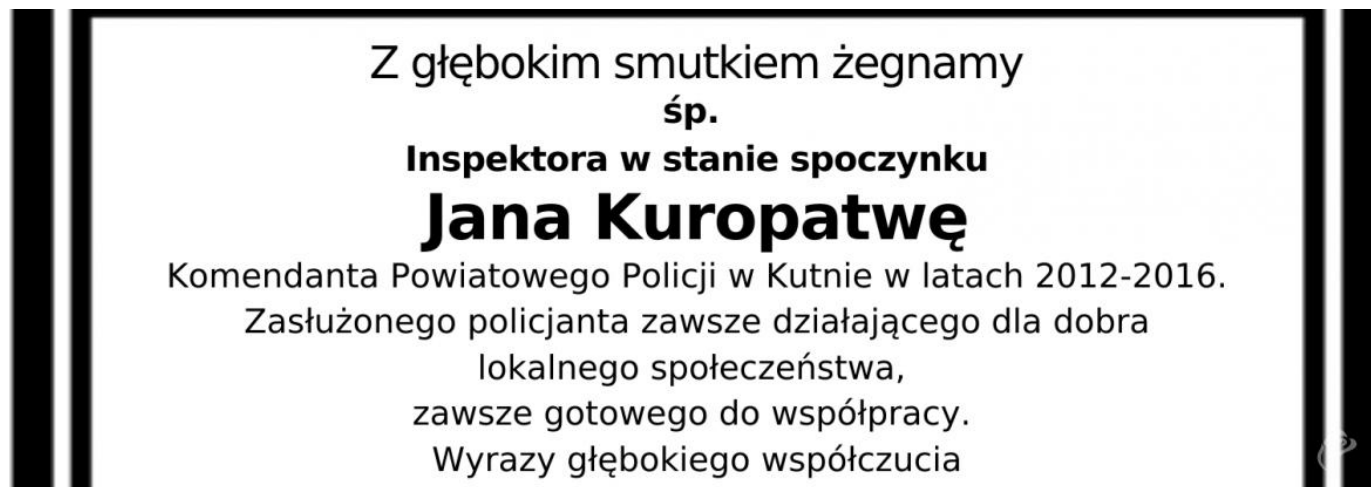 Z głębokim smutkiem żegnamy
śp.
Inspektora w stanie spoczynku
Jana Kuropatwę
Komendanta Powiatowego Policji w Kutnie w latach 2012-2016.
Zasłużonego policjanta zawsze działającego dla dobra
lokalnego społeczeństwa,
zawsze gotowego do współpracy.
Wyrazy głębokiego współczucia